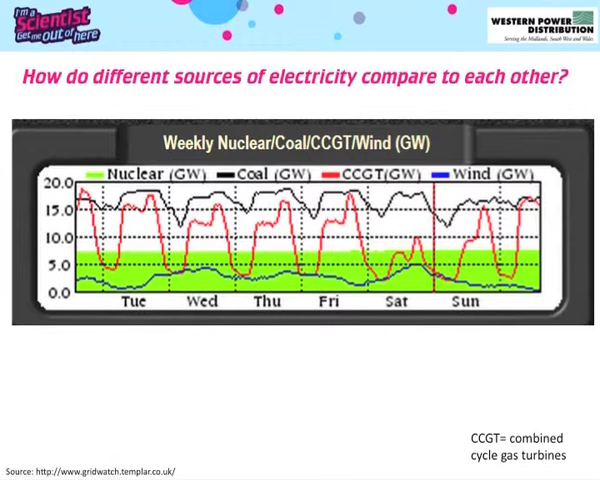 I'm a
Scientist
Get me OUT of here
WESTERN POWER
DISTRIBUTION
Serving the Midlands, South West and Wales
How do different sources of electricity compare to each other?
Weekly Nuclear/Coal/CCGT/Wind (GW)
Nuclear (GW) Coal (GW) CCGT(GW) Wind (GW)
20.0
15.0
10.0
5.0
0.0
Tue Wed Thu Fri Sat Sun
CCGT= combined
cycle gas turbines
Source: http://www.gridwatch.templar.co.uk/